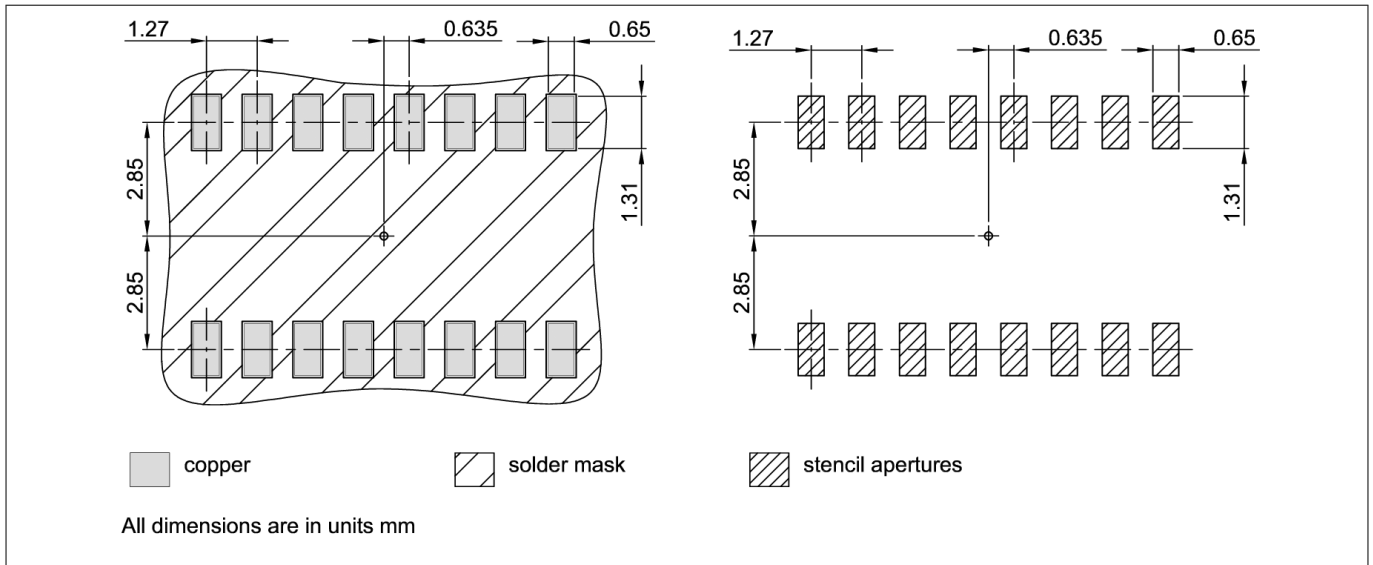 1.27 0.635 0.65 1.27 0.635 0.65
2.85 1.31 2.85 1.31
2.85 2.85
copper solder mask stencil apertures
All dimensions are in units mm